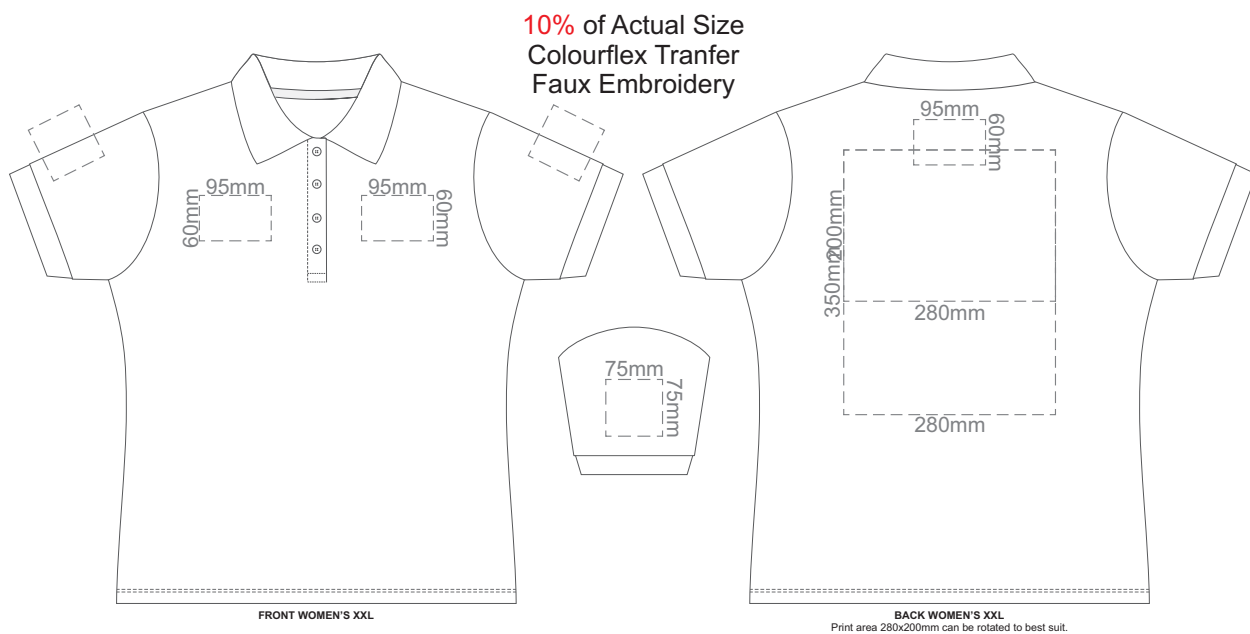 10% of Actual Size
Colourflex Tranfer
Faux Embroidery
95mm
60mm
95mm
60mm
75mm
75mm
95mm
60mm
200mm
350mm
280mm
280mm
FRONT WOMEN'S XXL
BACK WOMEN'S XXL
Print area 280x200mm can be rotated to best suit.